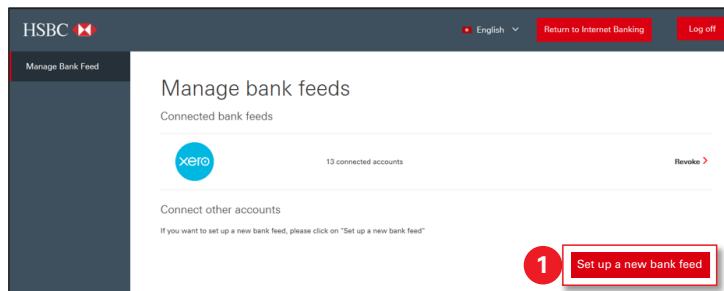 HSBC
English
Return to Internet Banking
Log off
Manage Bank Feed
Manage bank feeds
Connected bank feeds
xero
13 connected accounts
Revoke
Connect other accounts
If you want to set up a new bank feed, please click on "Set up a new bank feed"
1
Set up a new bank feed